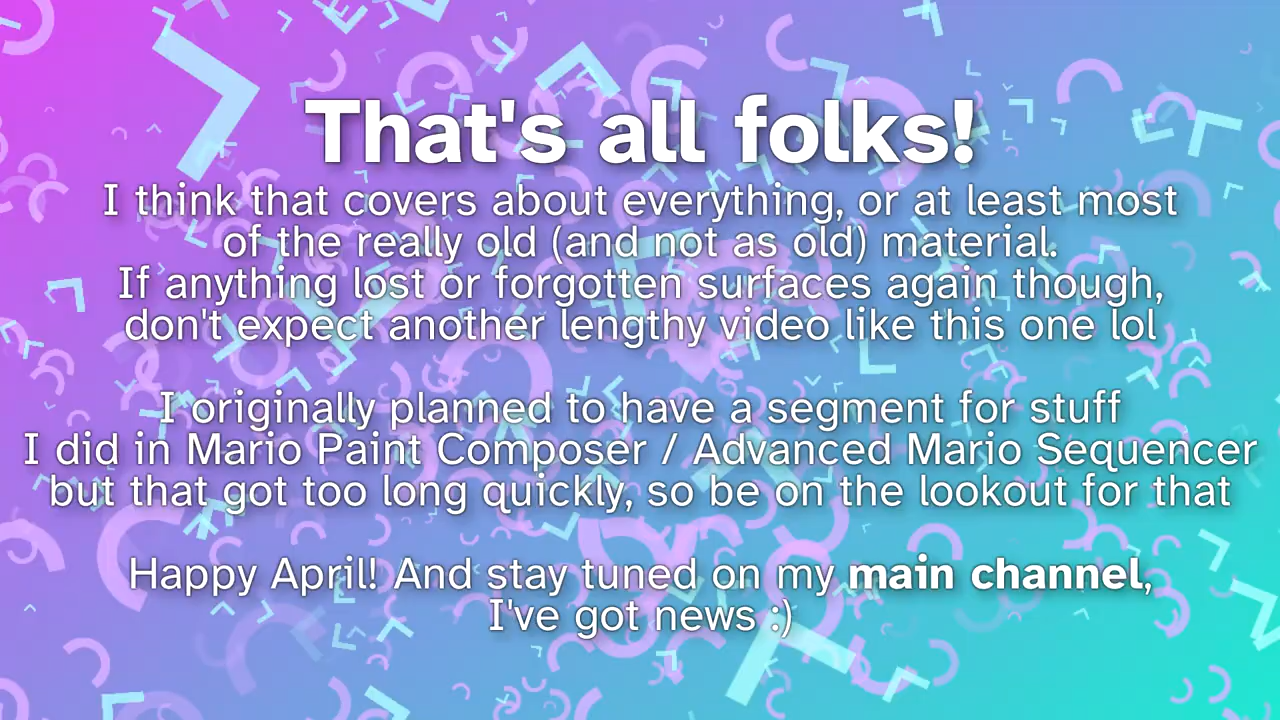 That's all folks!
I think that covers about everything, or at least most
of the really old (and not as old) material.
If anything lost or forgotten surfaces again though,
don't expect another lengthy video like this one lol
I originally planned to have a segment for stuff
I did in Mario Paint Composer / Advanced Mario Sequencer
but that got too long quickly, so be on the lookout for that
Happy April! And stay tuned on my main channel,
I've got news :)